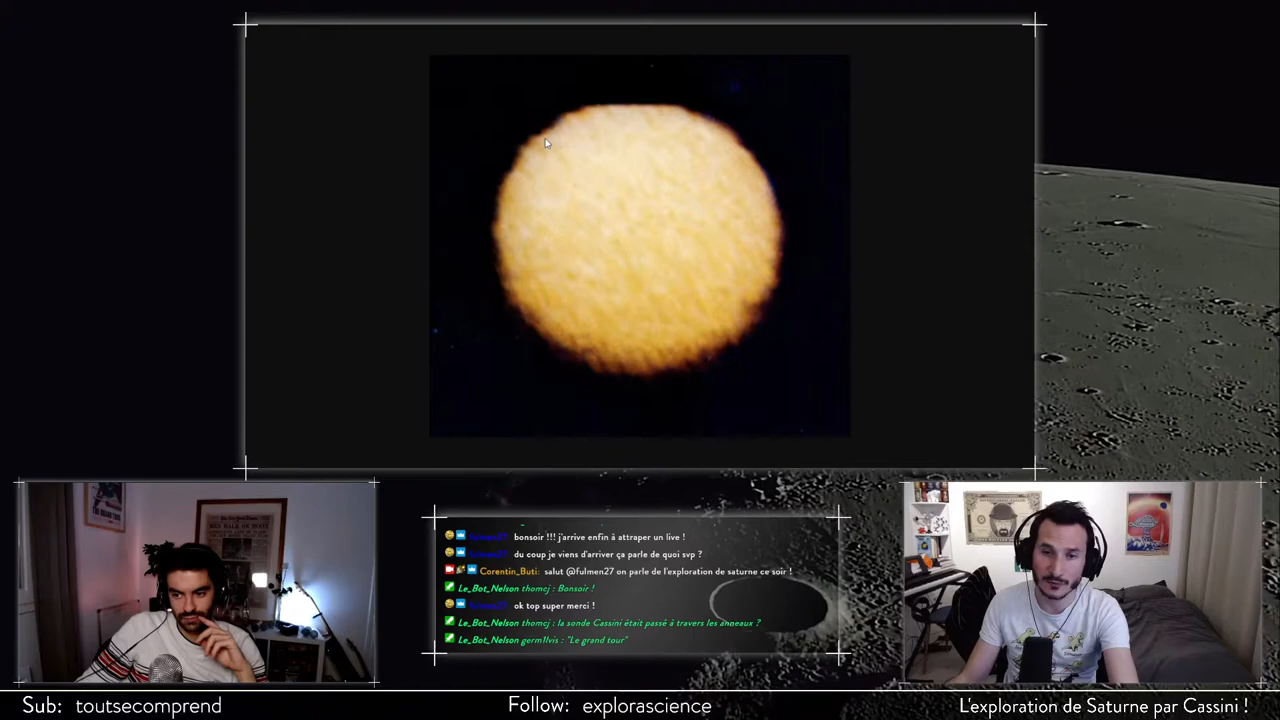 fulmen27: bonsoir !!! j'arrive enfin à attraper un live !
fulmen27: du coup je viens d'arriver ça parle de quoi svp ?
Corentin_Buti: salut @fulmen27 on parle de l'exploration de saturne ce soir !
Le_Bot_Nelson thomcj : Bonsoir !
fulmen27: ok top super merci !
Le_Bot_Nelson thomcj : la sonde Cassini était passé à travers les anneaux ?
Le_Bot_Nelson germ1lvis : "Le grand tour"
Sub: toutsecomprend
Follow: explorascience
L'exploration de Saturne par Cassini !